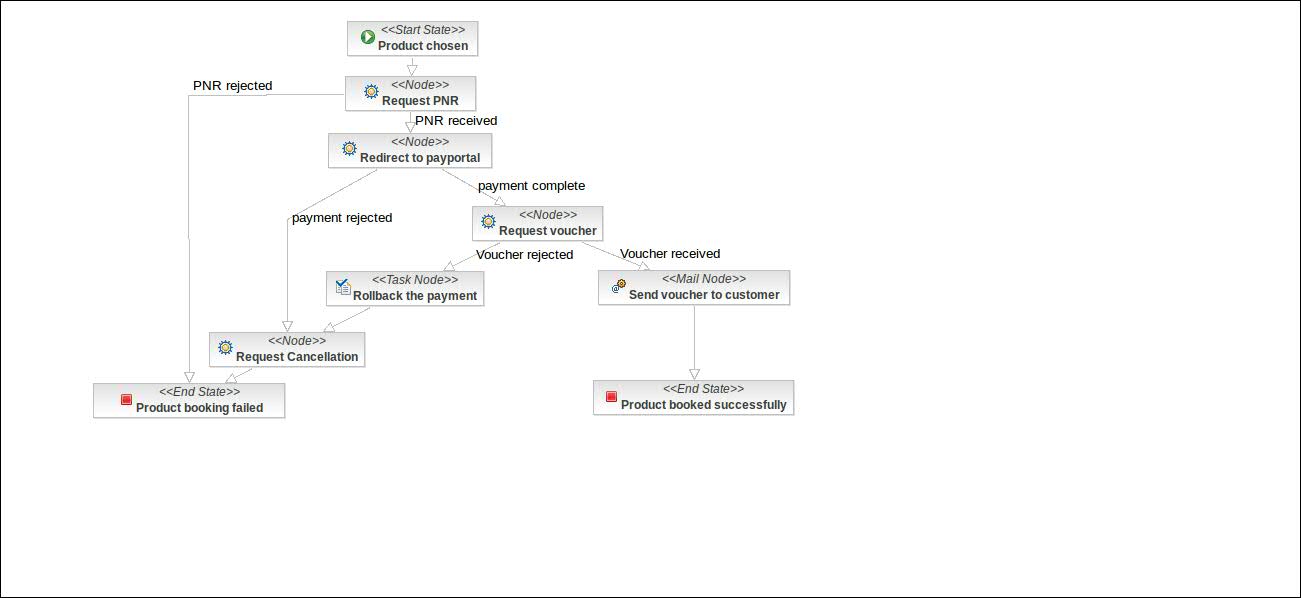 <<Start State>>
Product chosen
PNR rejected
<<Node>>
Request PNR
PNR received
<<Node>>
Redirect to payportal
payment complete
payment rejected
<<Node>>
Request voucher
Voucher rejected
Voucher received
<<Task Node>>
Rollback the payment
<<Mail Node>>
Send voucher to customer
<<Node>>
Request Cancellation
<<End State>>
Product booking failed
<<End State>>
Product booked successfully